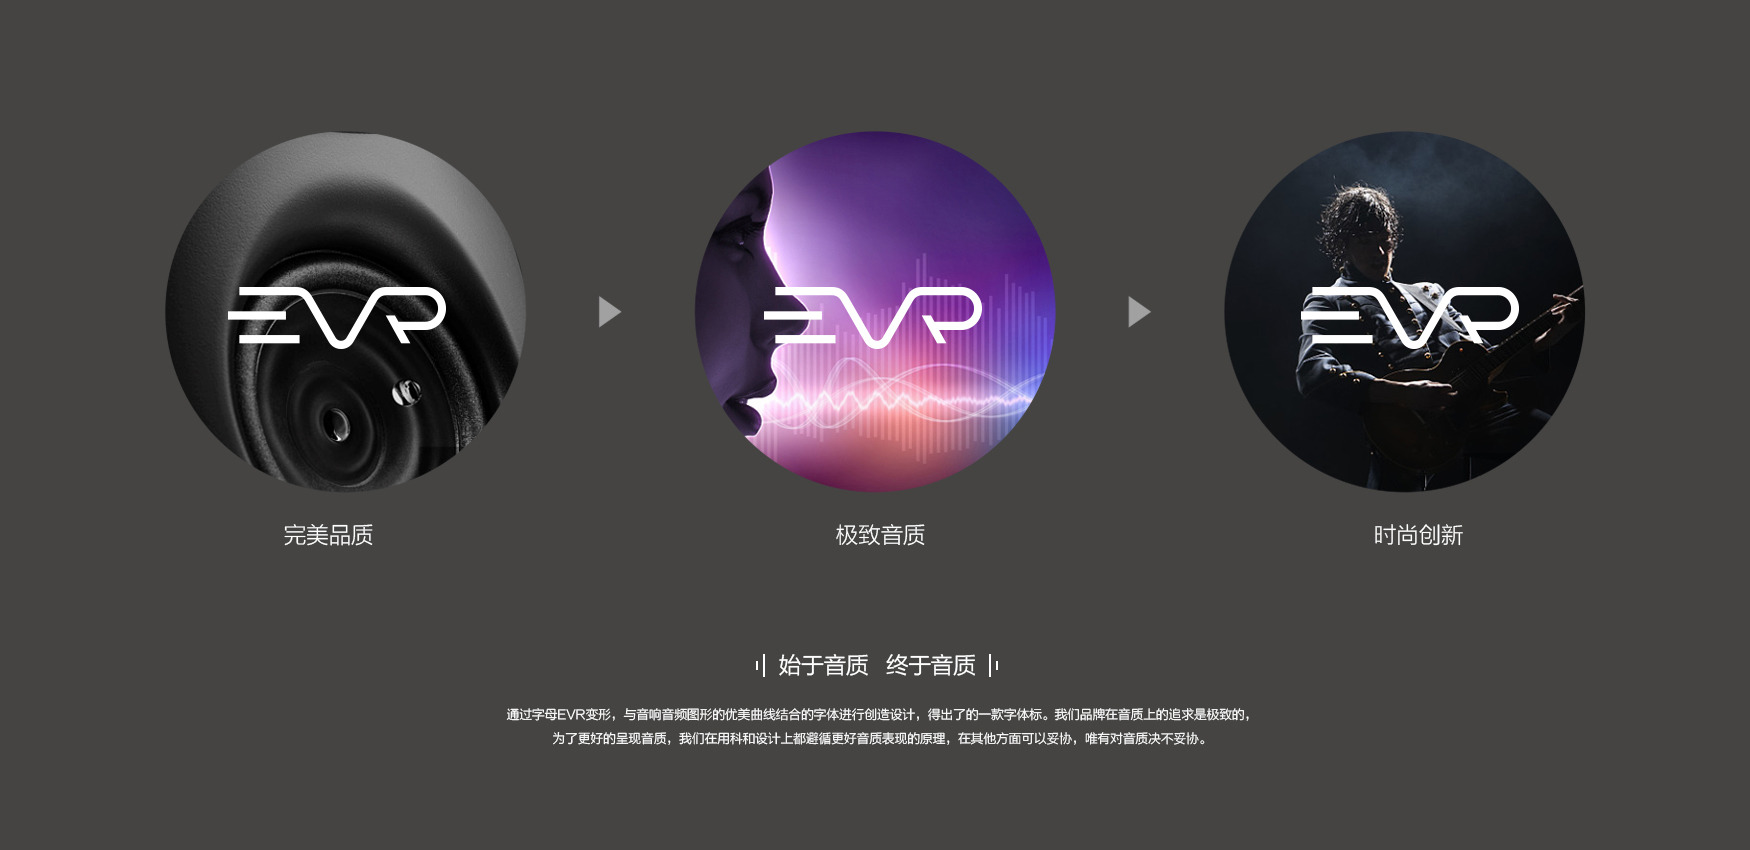 EVR
EVR
EVR
完美品质
极致音质
时尚创新
始于音质 终于音质
通过字母EVR变形，与音响音频图形的优美曲线结合的字体进行创造设计，得出了的一款字体标。我们品牌在音质上的追求是极致的，
为了更好的呈现音质，我们在用科和设计上都避循更好音质表现的原理，在其他方面可以妥协，唯有对音质决不妥协。